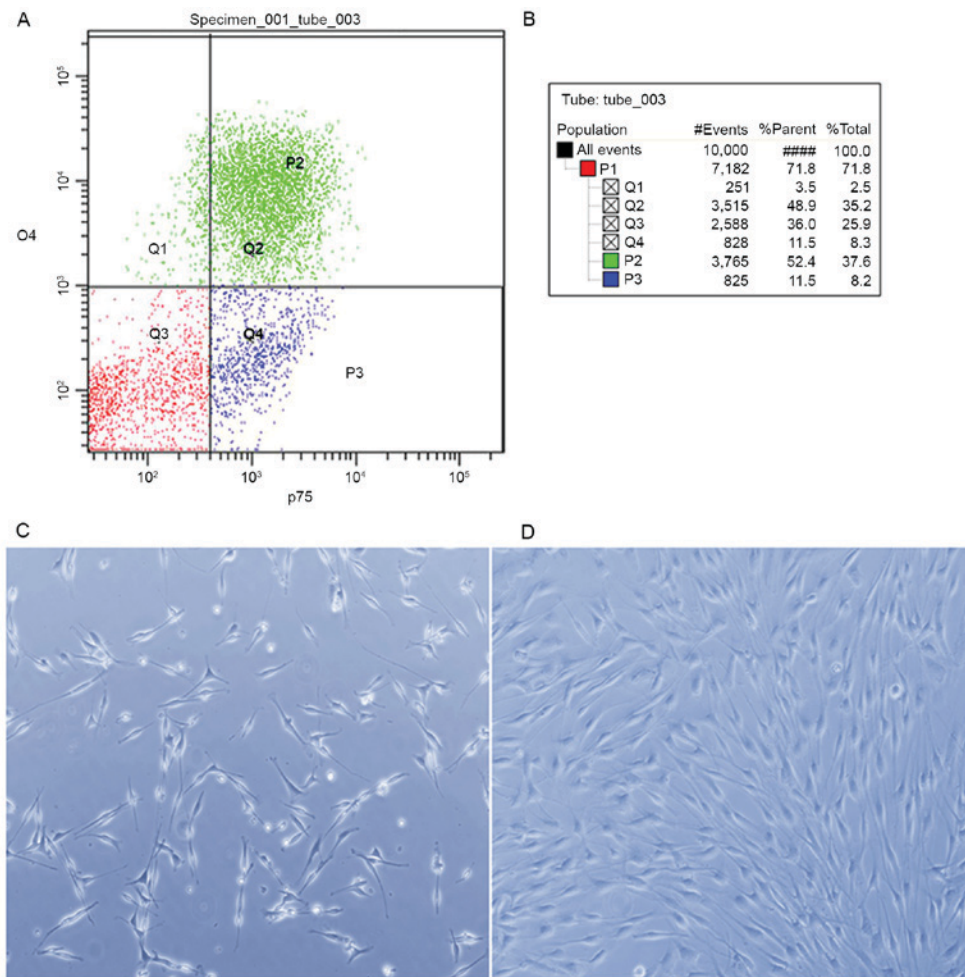 A
Specimen_001_tube_003
10⁵
10⁴
10³
10²
O4
P2
Q1
Q2
Q3
Q4
P3
10²
10³
10⁴
10⁵
p75
B
Tube: tube_003
Population #Events %Parent %Total
All events 10,000 #### 100.0
P1 7,182 71.8 71.8
Q1 251 3.5 2.5
Q2 3,515 48.9 35.2
Q3 2,588 36.0 25.9
Q4 828 11.5 8.3
P2 3,765 52.4 37.6
P3 825 11.5 8.2
C
D